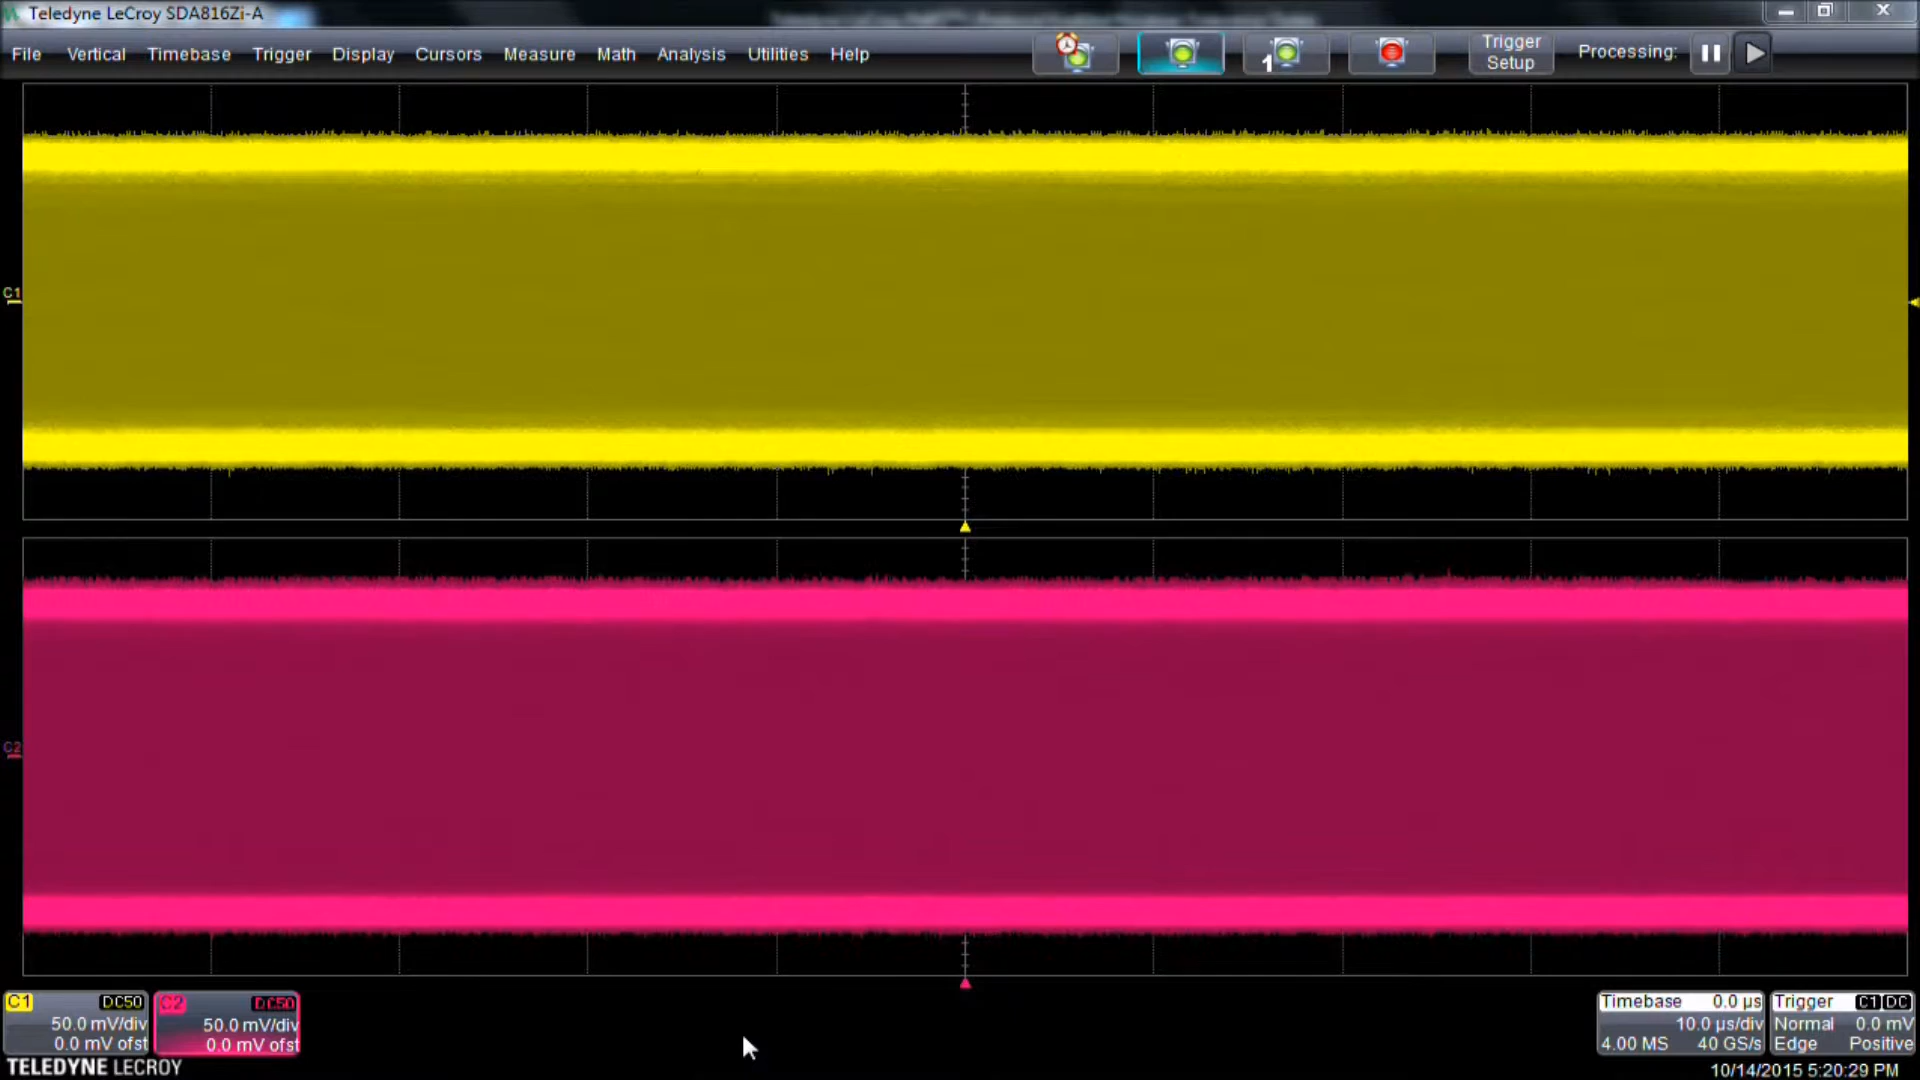 Teledyne LeCroy SDA816Zi-A
File Vertical Timebase Trigger Display Cursors Measure Math Analysis Utilities Help
1
Trigger
Setup
Processing:
C1
C2
C1 DC50
50.0 mV/div
0.0 mV ofst
C2 DC50
50.0 mV/div
0.0 mV ofst
Timebase 0.0 µs
10.0 µs/div
4.00 MS 40 GS/s
Trigger C1 DC
Normal 0.0 mV
Edge Positive
TELEDYNE LECROY
10/14/2015 5:20:29 PM